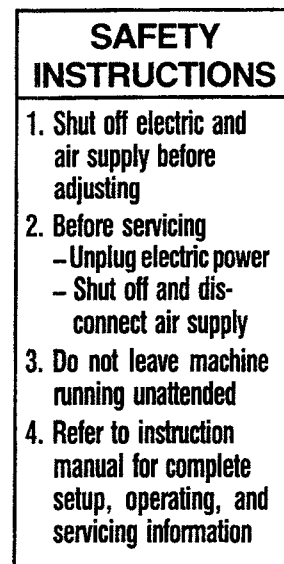 SAFETY
INSTRUCTIONS
1. Shut off electric and
air supply before
adjusting
2. Before servicing
– Unplug electric power
– Shut off and dis-
connect air supply
3. Do not leave machine
running unattended
4. Refer to instruction
manual for complete
setup, operating, and
servicing information